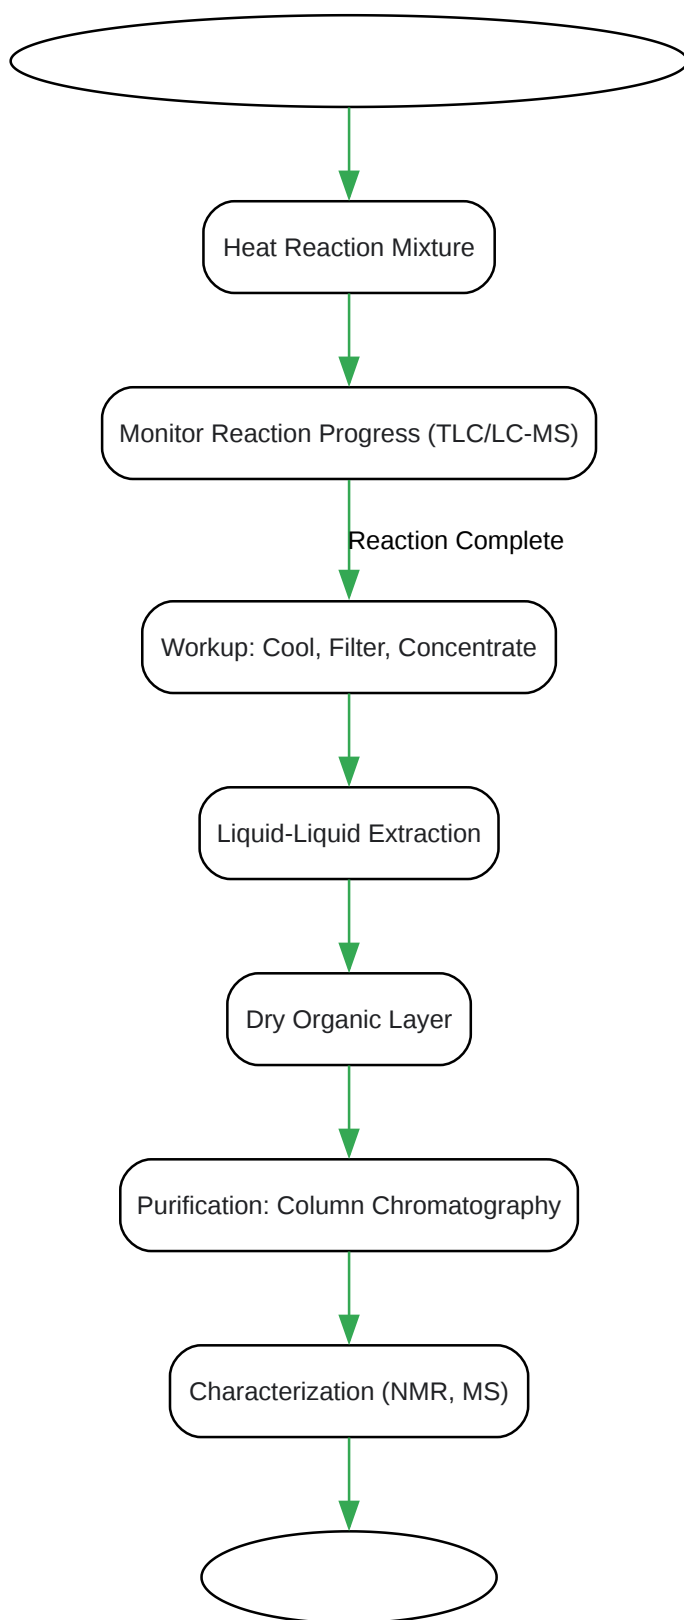 Heat Reaction Mixture
Monitor Reaction Progress (TLC/LC-MS)
Reaction Complete
Workup: Cool, Filter, Concentrate
Liquid-Liquid Extraction
Dry Organic Layer
Purification: Column Chromatography
Characterization (NMR, MS)